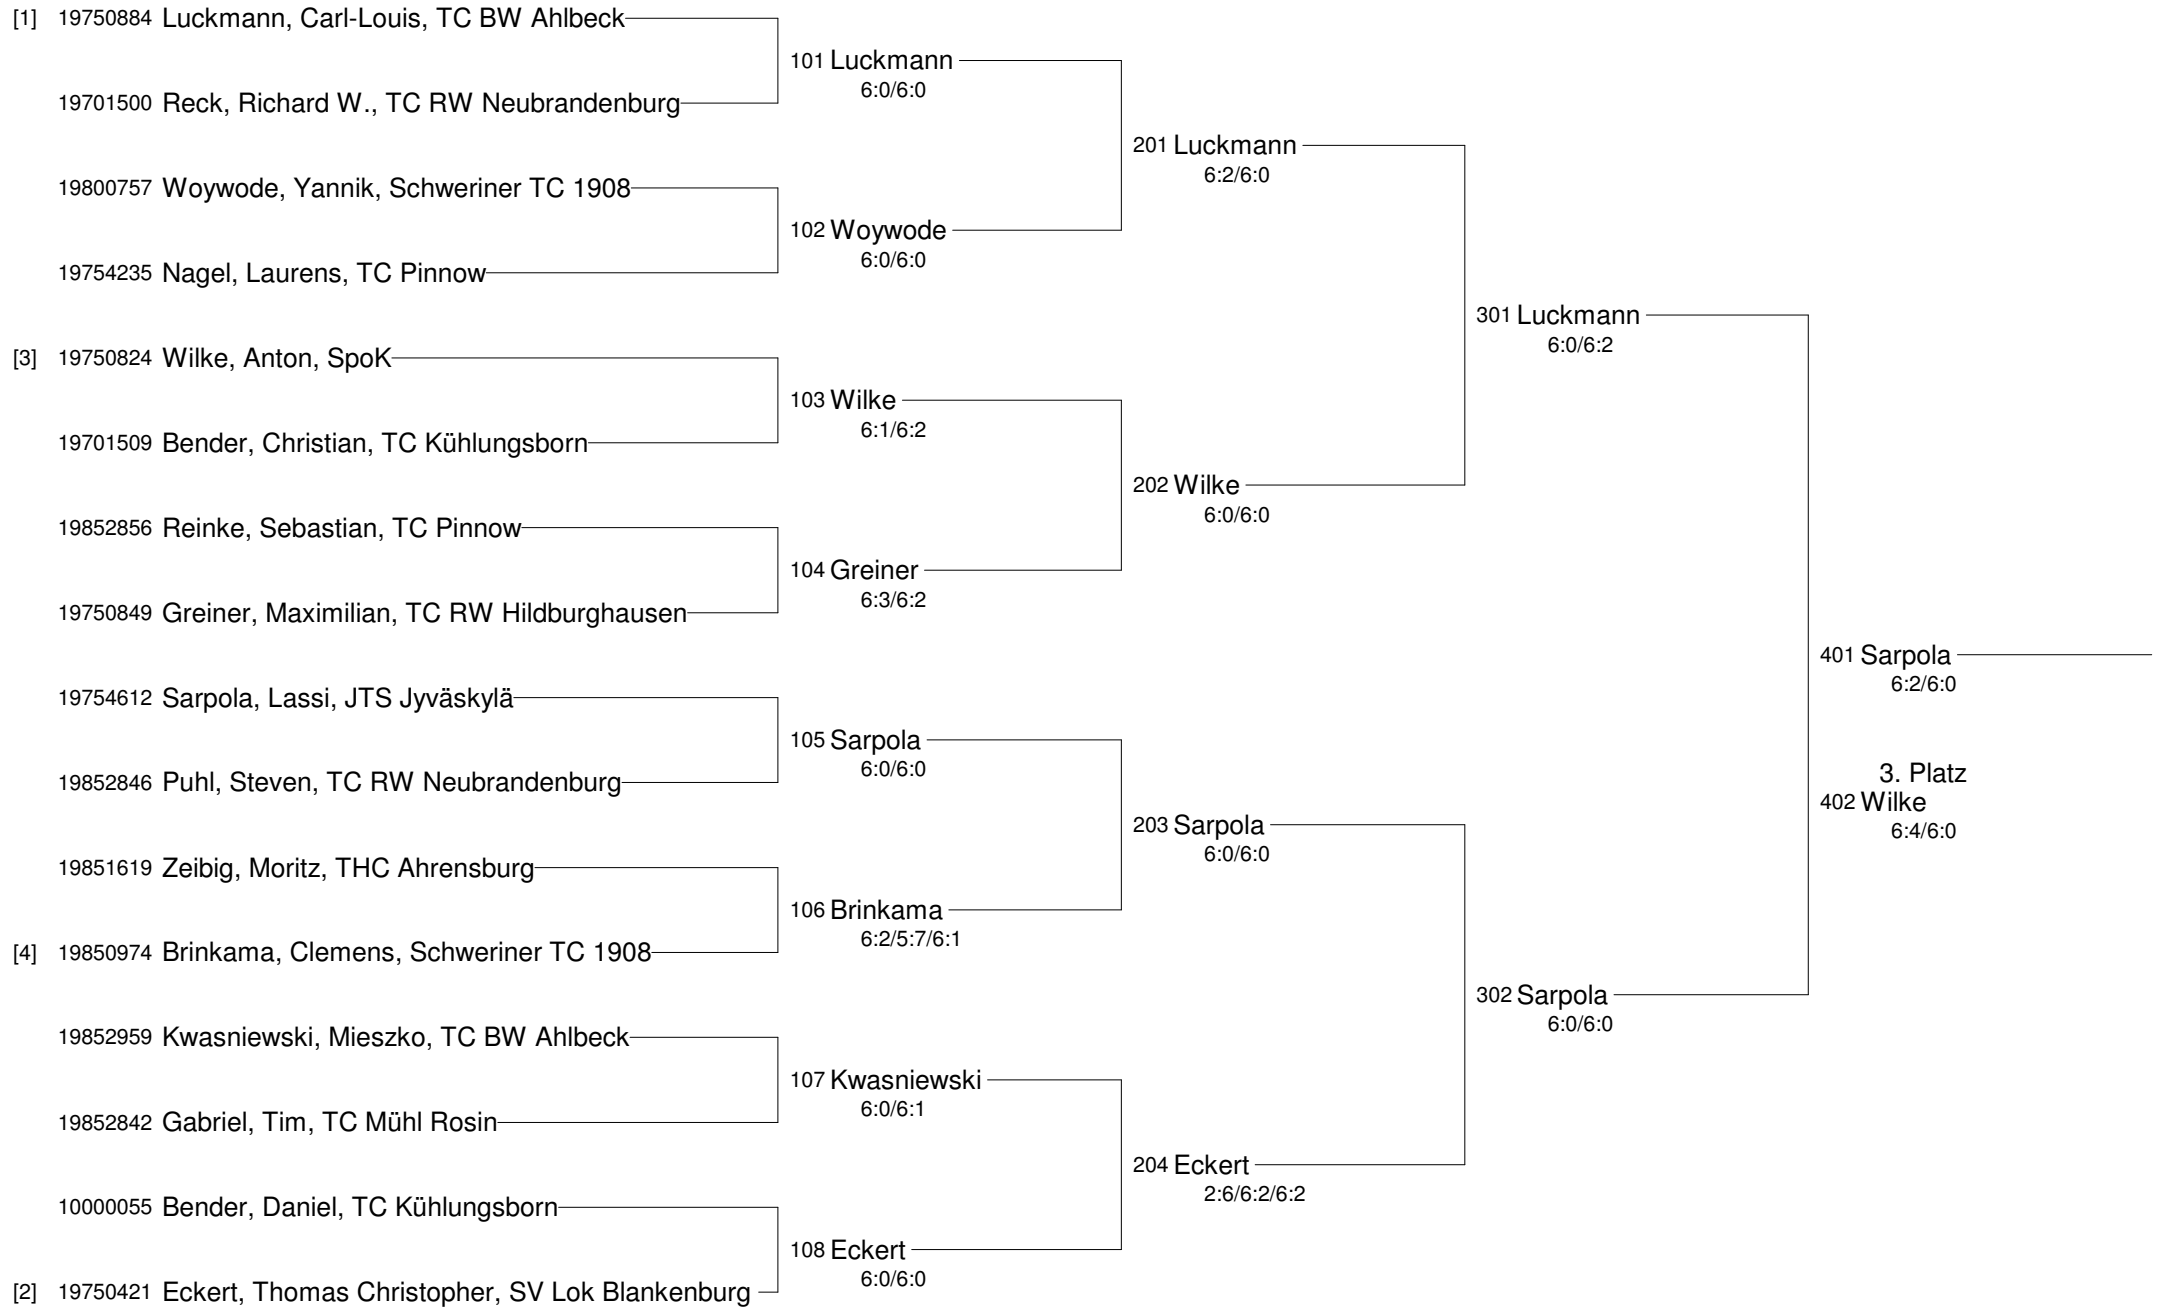 [1] 19750884 Luckmann, Carl-Louis, TC BW Ahlbeck
101 Luckmann
6:0/6:0
19701500 Reck, Richard W., TC RW Neubrandenburg
201 Luckmann
6:2/6:0
19800757 Woywode, Yannik, Schweriner TC 1908
102 Woywode
6:0/6:0
19754235 Nagel, Laurens, TC Pinnow
301 Luckmann
6:0/6:2
[3] 19750824 Wilke, Anton, SpoK
103 Wilke
6:1/6:2
19701509 Bender, Christian, TC Kühlungsborn
202 Wilke
6:0/6:0
19852856 Reinke, Sebastian, TC Pinnow
104 Greiner
6:3/6:2
19750849 Greiner, Maximilian, TC RW Hildburghausen
401 Sarpola
6:2/6:0
19754612 Sarpola, Lassi, JTS Jyväskylä
105 Sarpola
6:0/6:0
19852846 Puhl, Steven, TC RW Neubrandenburg
3. Platz
402 Wilke
6:4/6:0
203 Sarpola
6:0/6:0
19851619 Zeibig, Moritz, THC Ahrensburg
106 Brinkama
6:2/5:7/6:1
[4] 19850974 Brinkama, Clemens, Schweriner TC 1908
302 Sarpola
6:0/6:0
19852959 Kwasniewski, Mieszko, TC BW Ahlbeck
107 Kwasniewski
6:0/6:1
19852842 Gabriel, Tim, TC Mühl Rosin
204 Eckert
2:6/6:2/6:2
10000055 Bender, Daniel, TC Kühlungsborn
108 Eckert
6:0/6:0
[2] 19750421 Eckert, Thomas Christopher, SV Lok Blankenburg